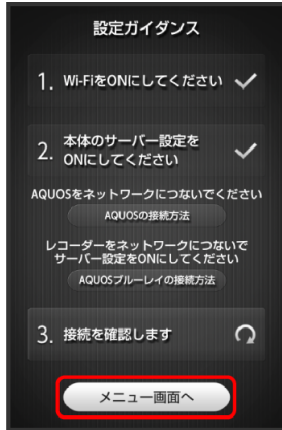 設定ガイダンス
1. Wi-FiをONにしてください
2. 本体のサーバー設定を
ONにしてください
AQUOSをネットワークにつないでください
AQUOSの接続方法
レコーダーをネットワークにつないで
サーバー設定をONにしてください
AQUOSブルーレイの接続方法
3. 接続を確認します
メニュー画面へ